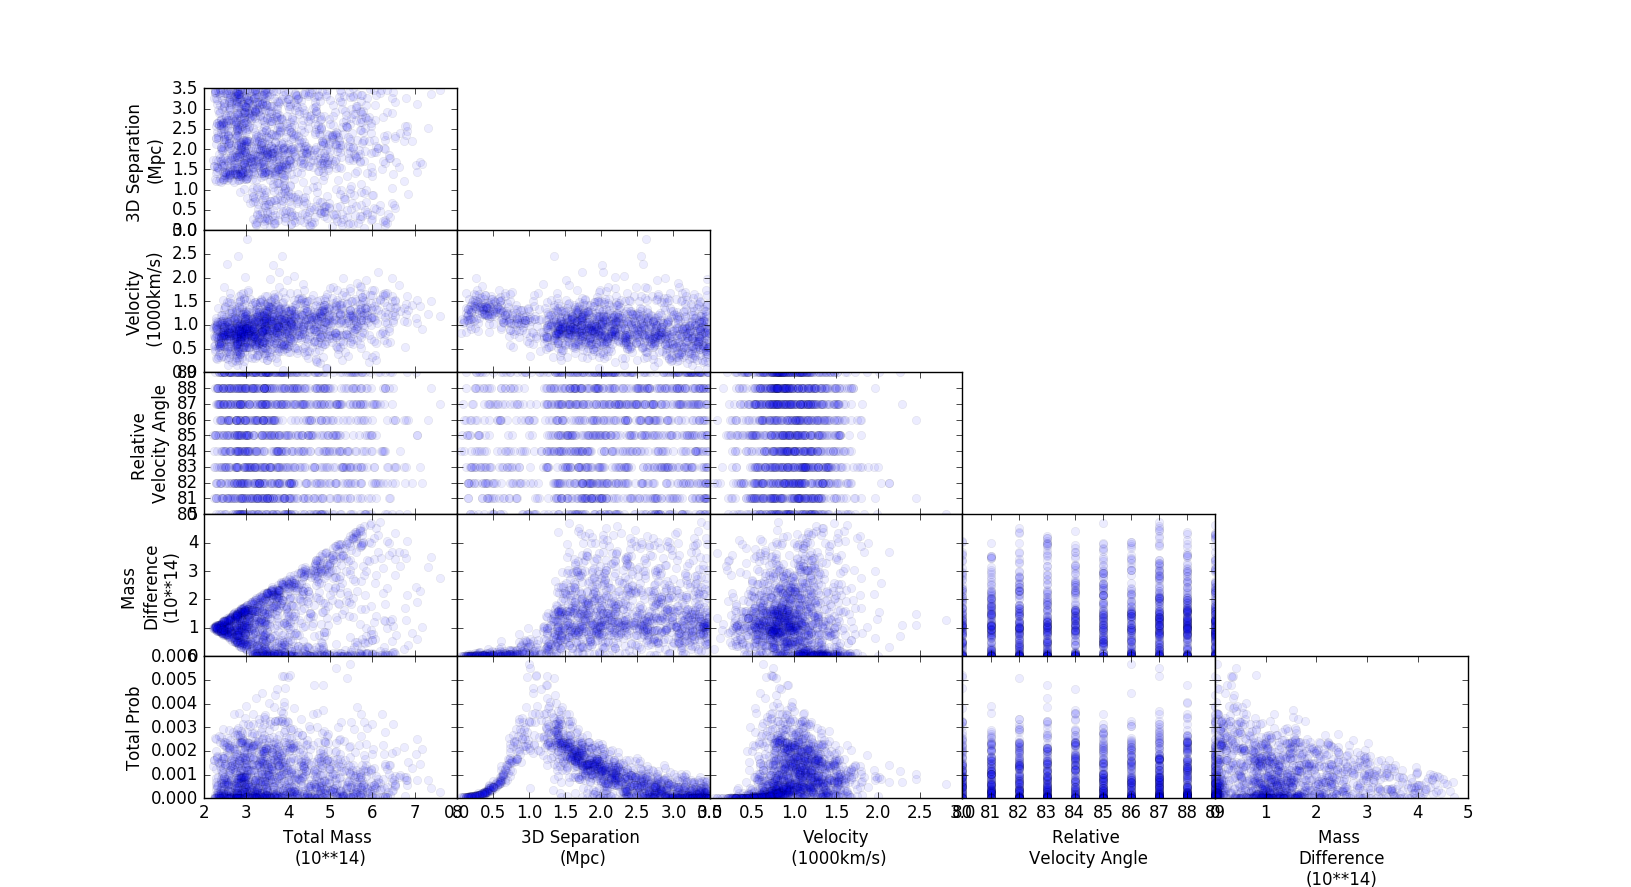 3.5
3.0
2.5
2.0
1.5
1.0
0.5
3D Separation
(Mpc)
2.5
2.0
1.5
1.0
0.5
Velocity
(1000km/s)
88
87
86
85
84
83
82
81
Relative
Velocity Angle
4
3
2
1
Mass
Difference
(10**14)
0.005
0.004
0.003
0.002
0.001
0.000
Total Prob
2 3 4 5 6 7
0.5 1.0 1.5 2.0 2.5 3.0
0.5 1.0 1.5 2.0 2.5
81 82 83 84 85 86 87 88
1 2 3 4 5
Total Mass
(10**14)
3D Separation
(Mpc)
Velocity
(1000km/s)
Relative
Velocity Angle
Mass
Difference
(10**14)